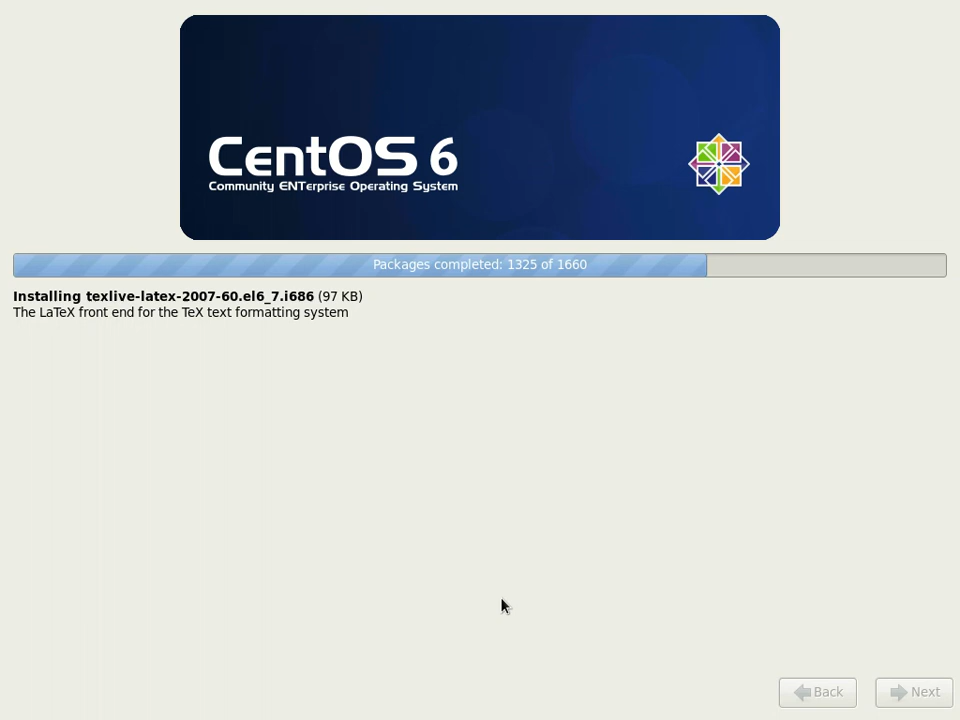 CentOS 6
Community ENTerprise Operating System
Packages completed: 1325 of 1660
Installing texlive-latex-2007-60.el6_7.i686 (97 KB)
The LaTeX front end for the TeX text formatting system
Back
Next